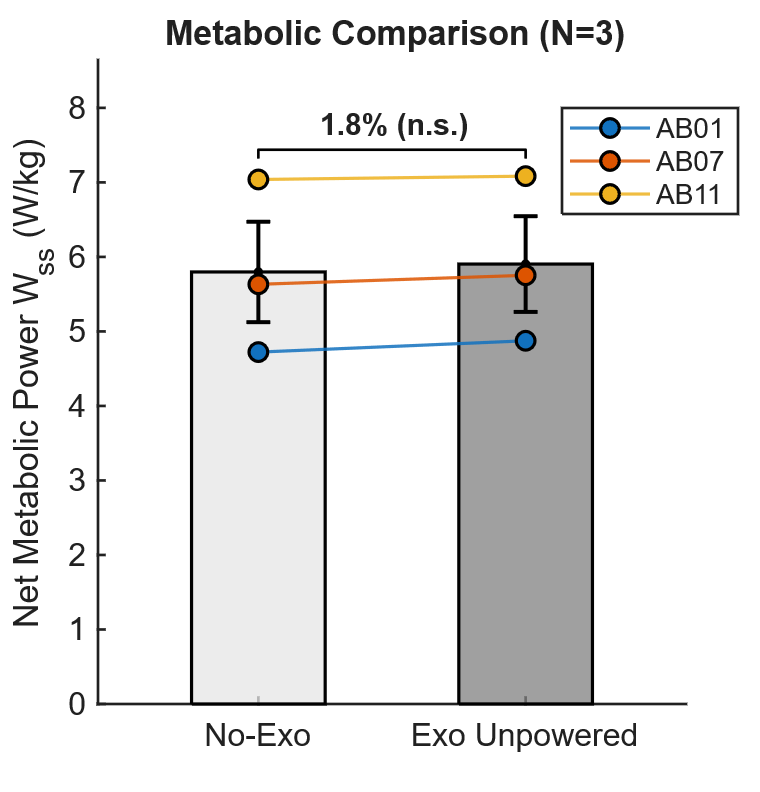 Metabolic Comparison (N=3)
Net Metabolic Power Wss (W/kg)
8
7
6
5
4
3
2
1
0
1.8% (n.s.)
AB01
AB07
AB11
No-Exo
Exo Unpowered